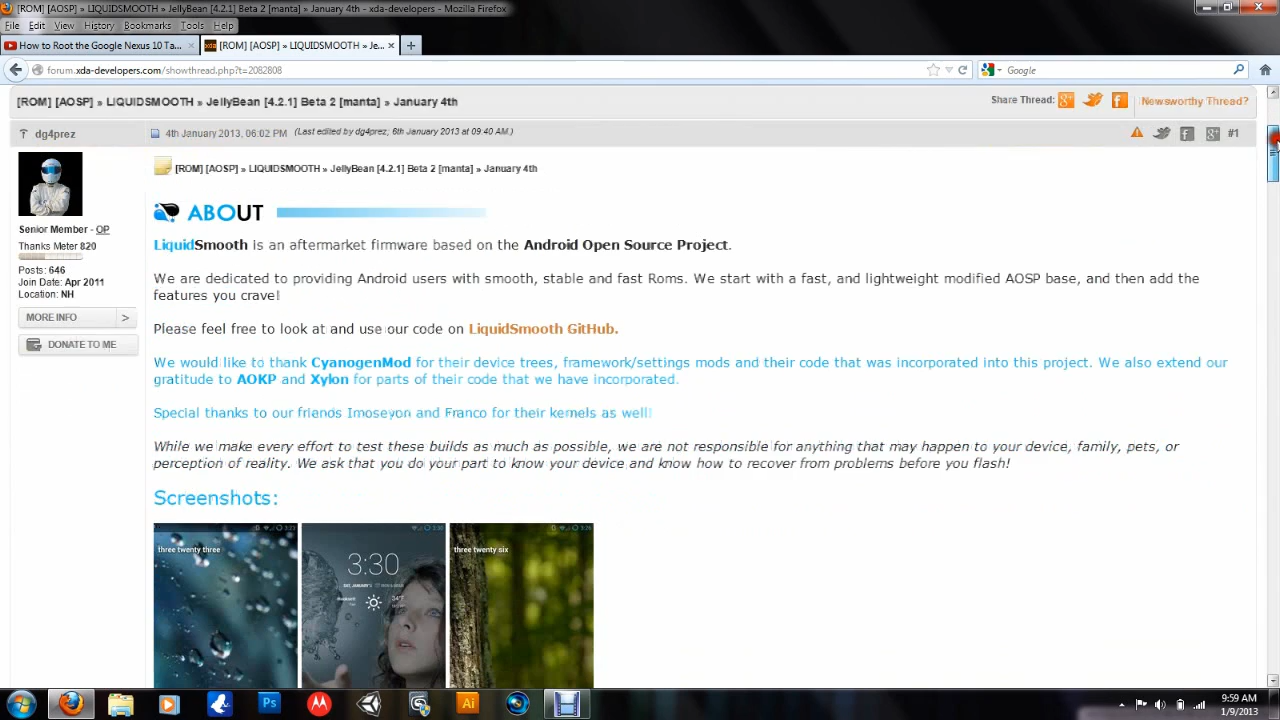 [ROM] [AOSP] » LIQUIDSMOOTH » JellyBean [4.2.1] Beta 2 [manta] » January 4th - xda-developers - Mozilla Firefox
File Edit View History Bookmarks Tools Help
How to Root the Google Nexus 10 Ta...
[ROM] [AOSP] » LIQUIDSMOOTH » Je...
forum.xda-developers.com/showthread.php?t=2082808
Google
[ROM] [AOSP] » LIQUIDSMOOTH » JellyBean [4.2.1] Beta 2 [manta] » January 4th
Share Thread:
Newsworthy Thread?
dg4prez
4th January 2013, 06:02 PM (Last edited by dg4prez; 6th January 2013 at 09:40 AM.)
#1
[ROM] [AOSP] » LIQUIDSMOOTH » JellyBean [4.2.1] Beta 2 [manta] » January 4th
Senior Member - OP
Thanks Meter 820
Posts: 646
Join Date: Apr 2011
Location: NH
MORE INFO >
DONATE TO ME
ABOUT
LiquidSmooth is an aftermarket firmware based on the Android Open Source Project.
We are dedicated to providing Android users with smooth, stable and fast Roms. We start with a fast, and lightweight modified AOSP base, and then add the
features you crave!
Please feel free to look at and use our code on LiquidSmooth GitHub.
We would like to thank CyanogenMod for their device trees, framework/settings mods and their code that was incorporated into this project. We also extend our
gratitude to AOKP and Xylon for parts of their code that we have incorporated.
Special thanks to our friends Imoseyon and Franco for their kernels as well!
While we make every effort to test these builds as much as possible, we are not responsible for anything that may happen to your device, family, pets, or
perception of reality. We ask that you do your part to know your device and know how to recover from problems before you flash!
Screenshots:
three twenty three
3:30
three twenty six
Ps
Ai
9:59 AM
1/9/2013